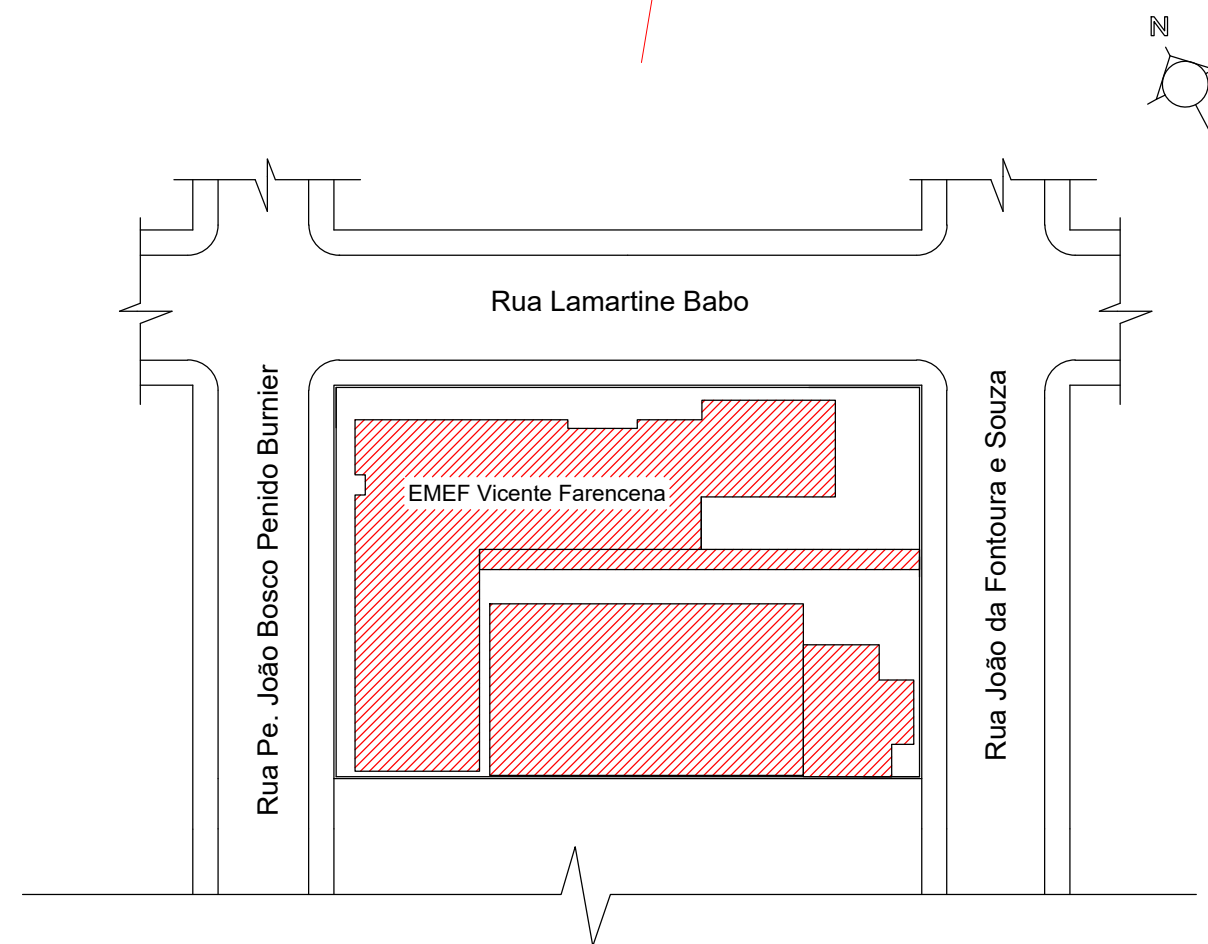 N
Rua Lamartine Babo
Rua Pe. João Bosco Penido Burnier
EMEF Vicente Farencena
Rua João da Fontoura e Souza